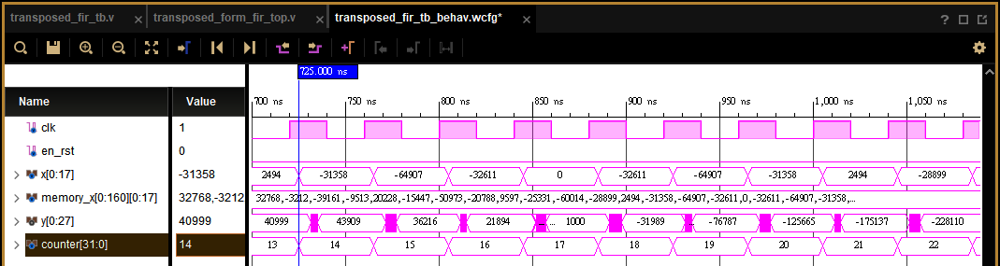 transposed_fir_tb.v × transposed_form_fir_top.v × transposed_fir_tb_behav.wcfg* × ?
725.000 ns
Name Value 700 ns 750 ns 800 ns 850 ns 900 ns 950 ns 1,000 ns 1,050 ns
clk 1
en_rst 0
x[0:17] -31358 2494 -31358 -64907 -32611 0 -32611 -64907 -31358 2494 -28899
memory_x[0:160][0:17] 32768,-3212 32768,-3212,-39161,-9513,20228,-15447,-50973,-20788,9597,-25331,-60014,-28899,2494,-31358,-64907,-32611,0,-32611,-64907,-31358,...
y[0:27] 40999 40999 43909 36216 21894 ... 1000 -31989 -76787 -125665 -175137 -228110
counter[31:0] 14 13 14 15 16 17 18 19 20 21 22